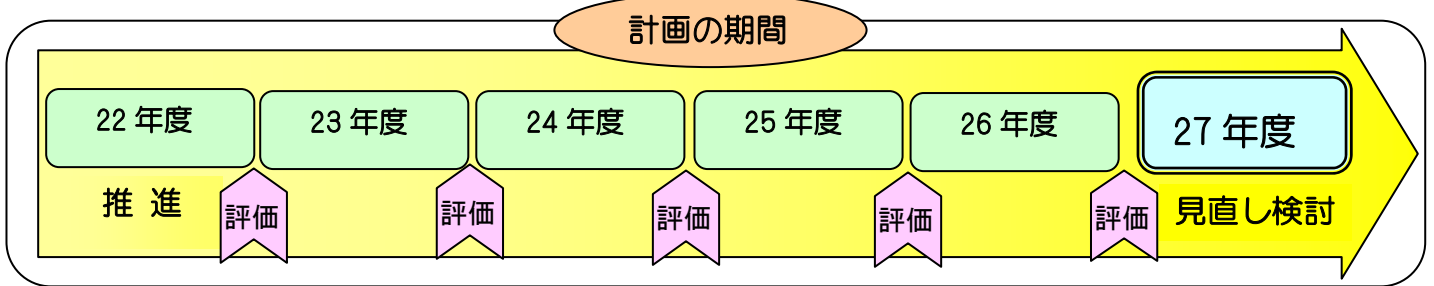 計画の期間
22 年度
23 年度
24 年度
25 年度
26 年度
27 年度
推 進
評価
評価
評価
評価
評価
見直し検討